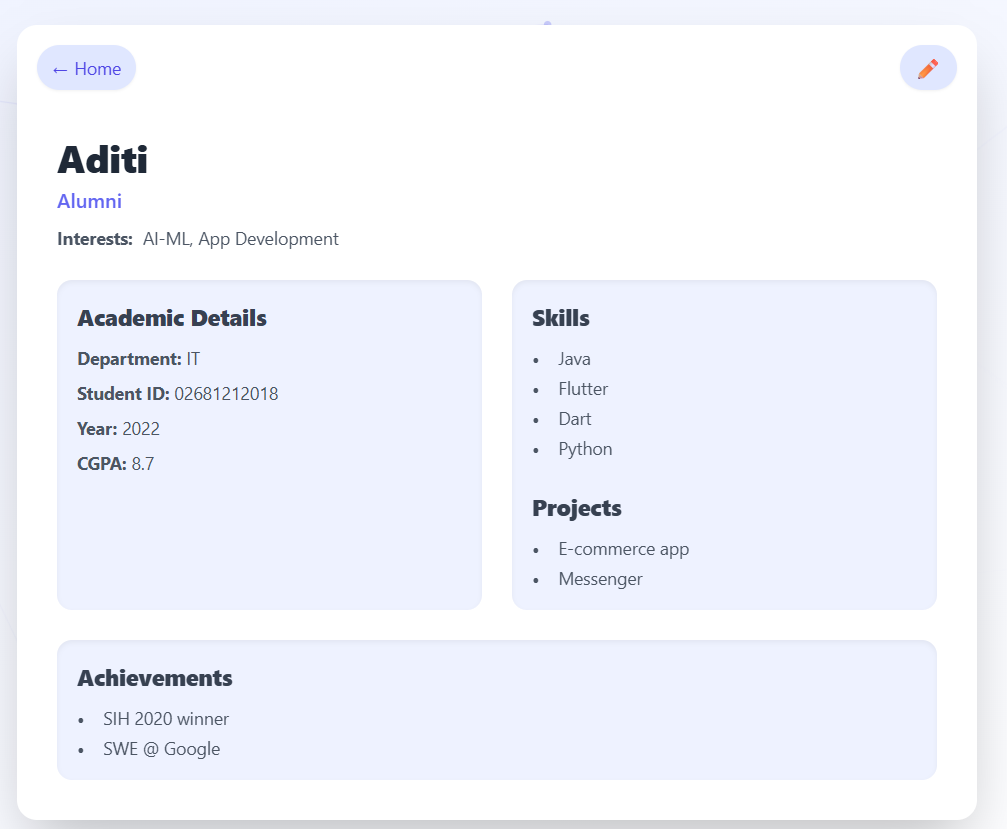 ← Home
Aditi
Alumni
Interests: AI-ML, App Development
Academic Details
Department: IT
Student ID: 02681212018
Year: 2022
CGPA: 8.7
Skills
• Java
• Flutter
• Dart
• Python
Projects
• E-commerce app
• Messenger
Achievements
• SIH 2020 winner
• SWE @ Google